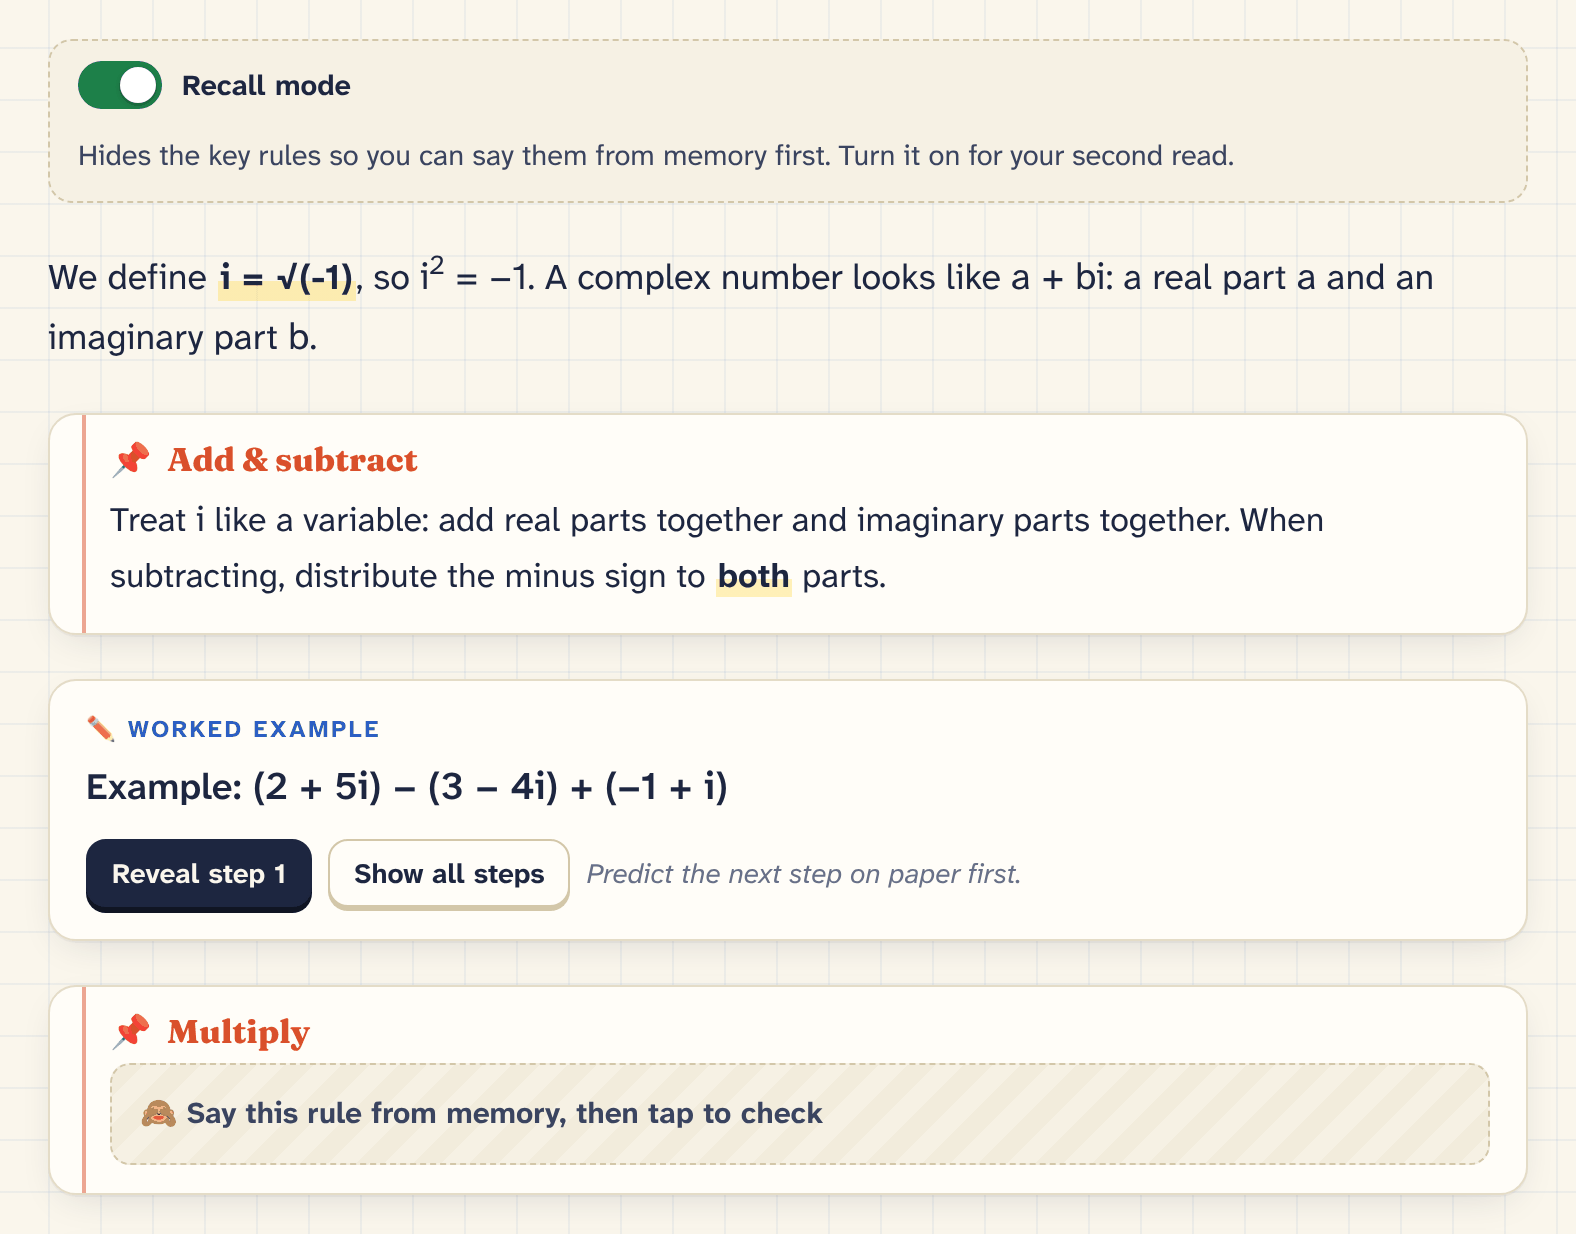 Recall mode
Hides the key rules so you can say them from memory first. Turn it on for your second read.
We define i = √(-1), so i² = −1. A complex number looks like a + bi: a real part a and an
imaginary part b.
📌 Add & subtract
Treat i like a variable: add real parts together and imaginary parts together. When
subtracting, distribute the minus sign to both parts.
✏️ WORKED EXAMPLE
Example: (2 + 5i) − (3 − 4i) + (−1 + i)
Reveal step 1 Show all steps Predict the next step on paper first.
📌 Multiply
🙈 Say this rule from memory, then tap to check